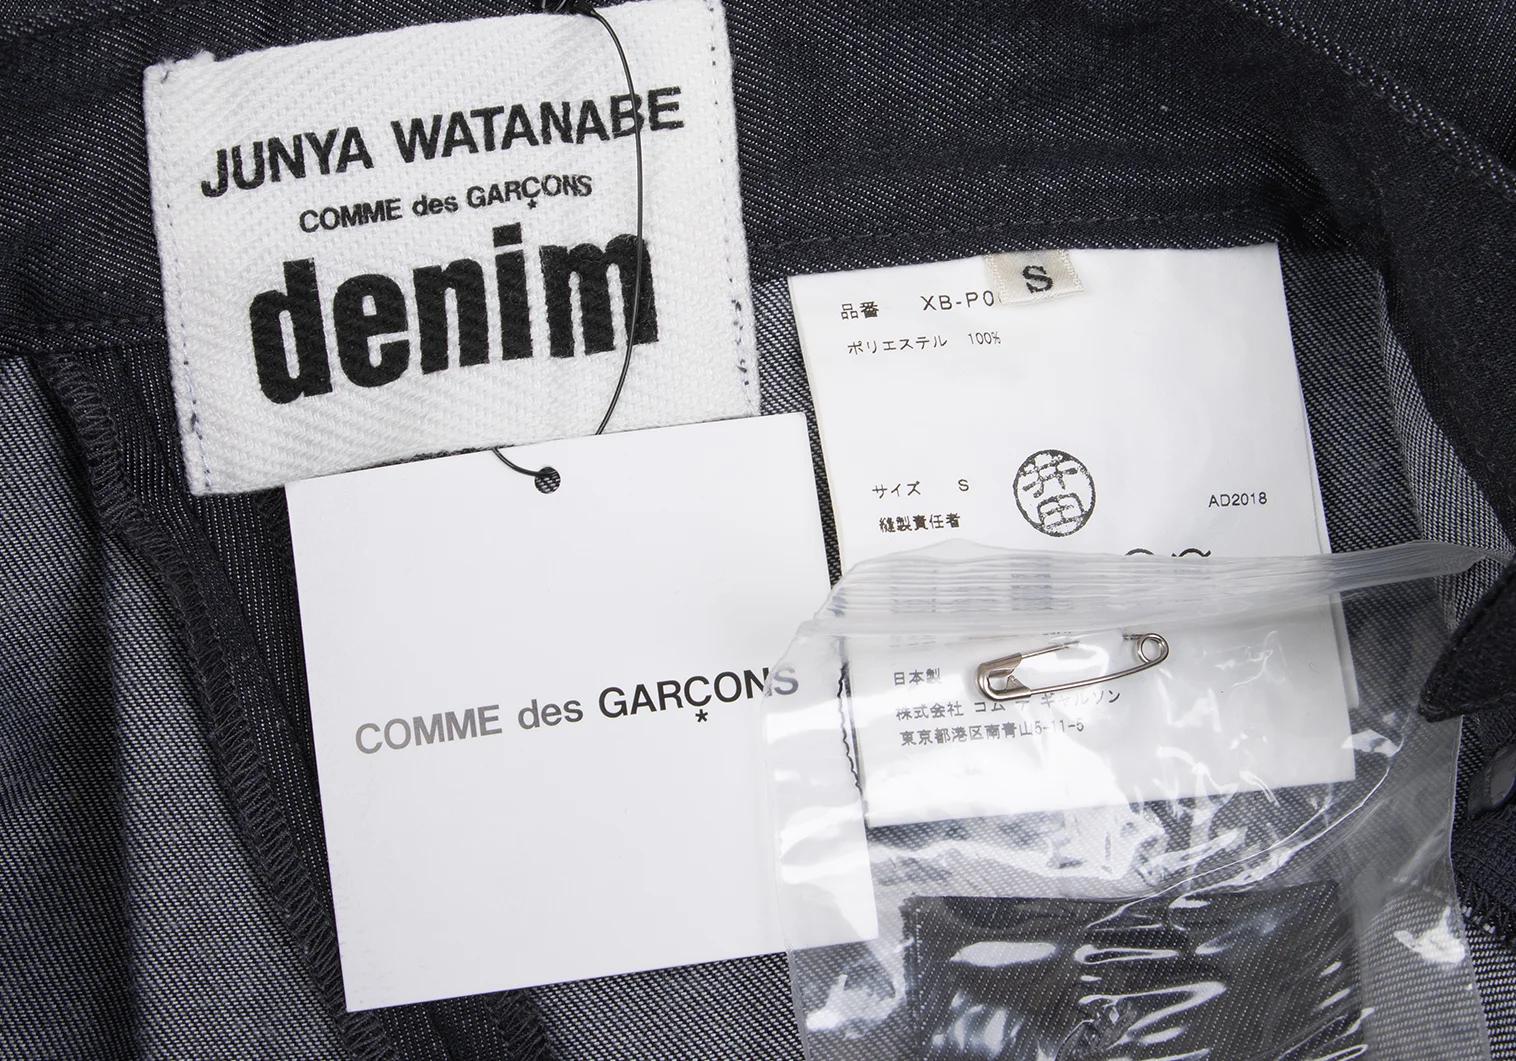 JUNYA WATANABE
COMME des GARÇONS
denim
S
品番 XB-P0
ポリエステル 100%
サイズ S
縫製責任者
AD2018
COMME des GARÇONS
*
日本製
株式会社 コム デ ギャルソン
東京都港区南青山5-11-5